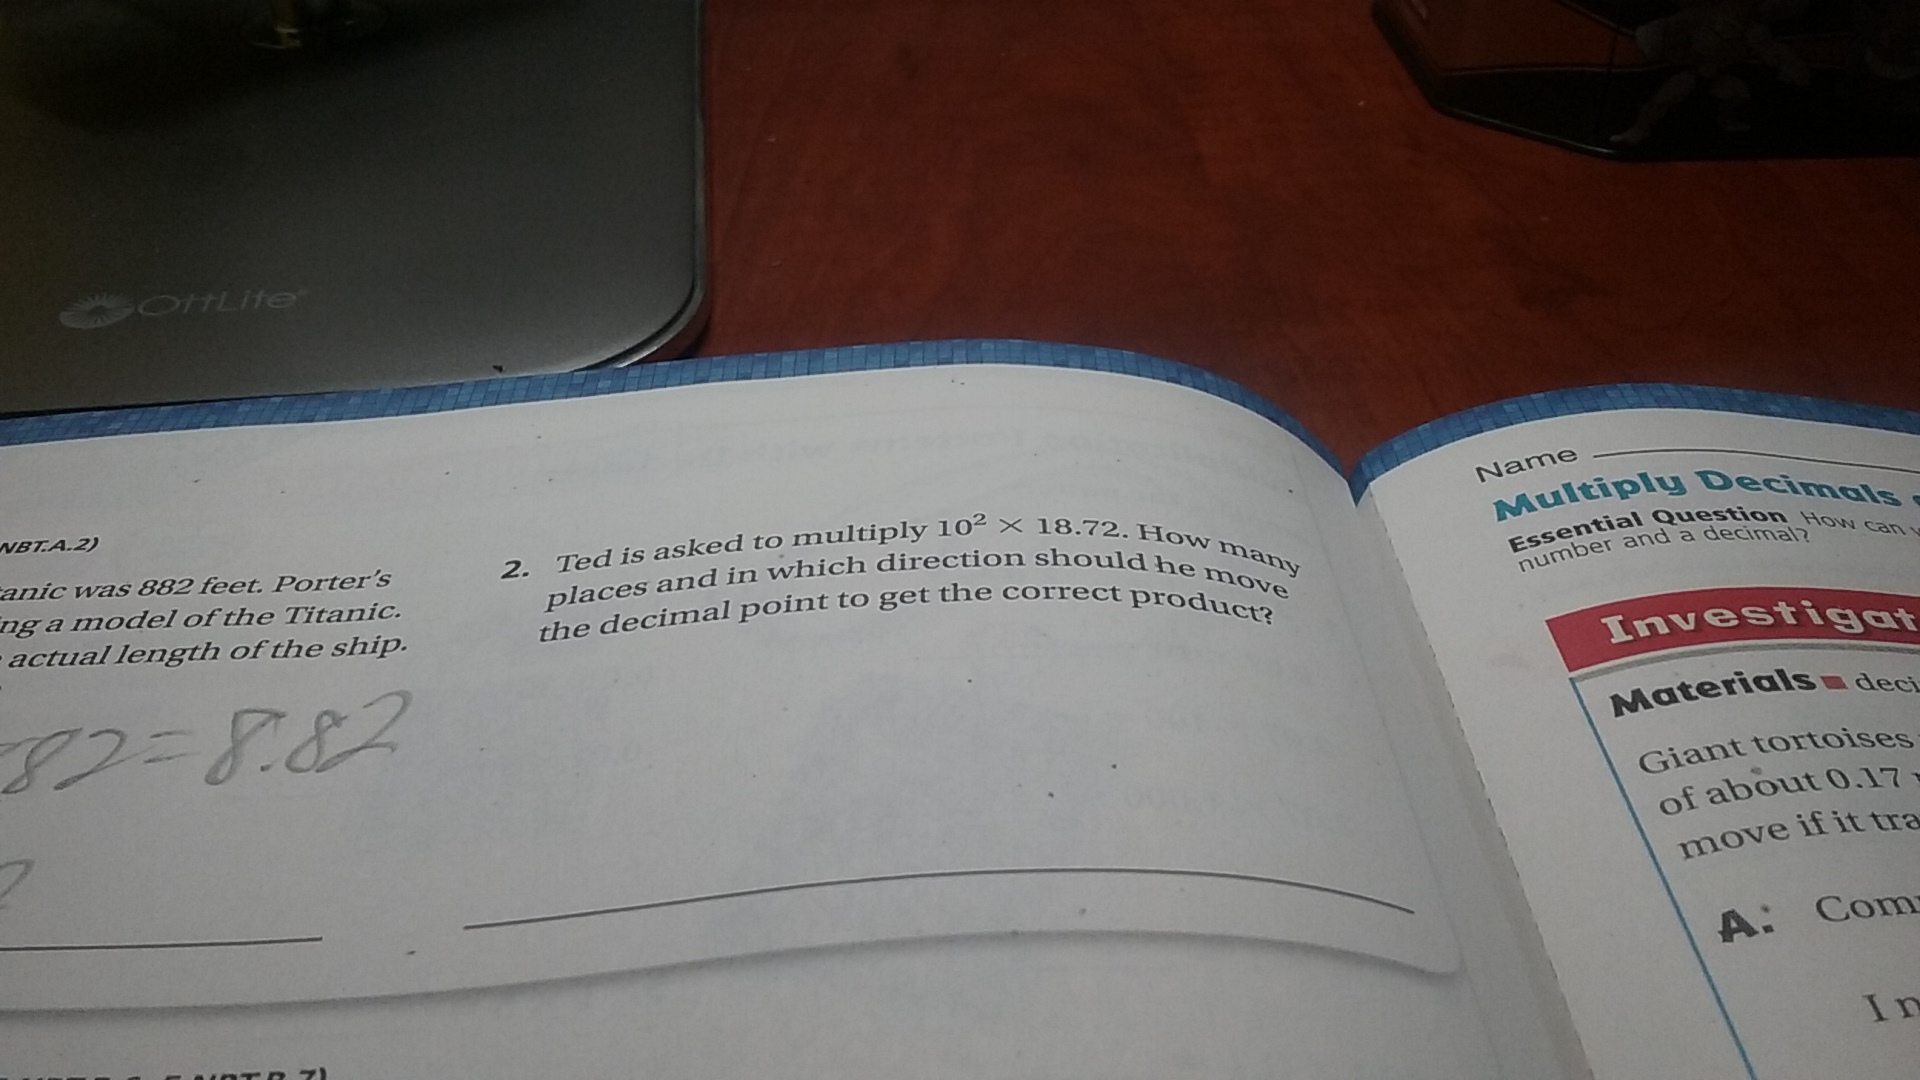 OttLite
NBT.A.2)
anic was 882 feet. Porter's
ng a model of the Titanic.
actual length of the ship.
82=8.82
2. Ted is asked to multiply 10² × 18.72. How many
places and in which direction should he move
the decimal point to get the correct product?
Name
Multiply Decimals
Essential Question How can
number and a decimal?
Investigat
Materials ■ deci
Giant tortoises
of about 0.17
move if it tra
A. Com
I n